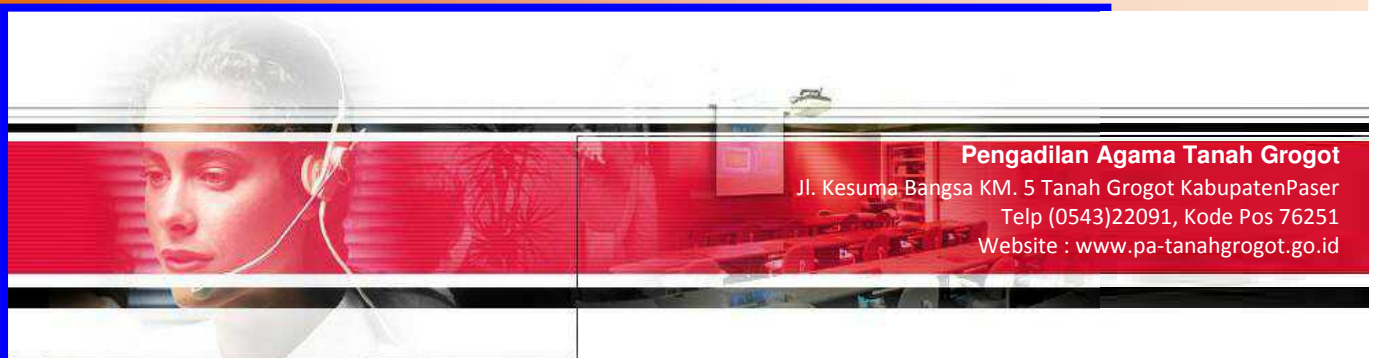 Pengadilan Agama Tanah Grogot
Jl. Kesuma Bangsa KM. 5 Tanah Grogot KabupatenPaser
Telp (0543)22091, Kode Pos 76251
Website : www.pa-tanahgrogot.go.id